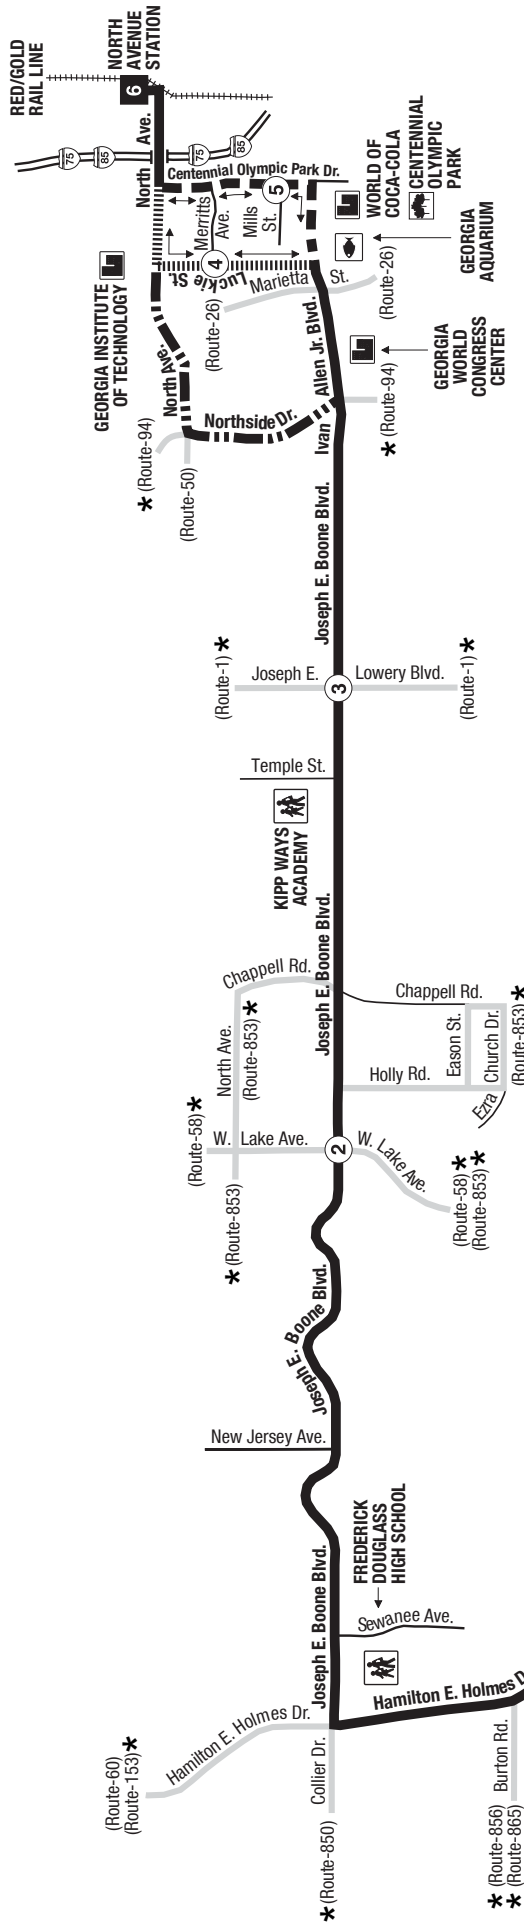 RED/GOLD
RAIL LINE
NORTH
AVENUE
STATION
6
North Ave.
75
85
75
85
Centennial Olympic Park Dr.
5
Merritts
Ave.
Mills
St.
4
Luckie St.
Marietta St.
(Route-26)
(Route-26)
WORLD OF
COCA-COLA
CENTENNIAL
OLYMPIC
PARK
GEORGIA
AQUARIUM
GEORGIA INSTITUTE
OF TECHNOLOGY
North Ave.
Northside Dr.
* (Route-94)
(Route-50)
Ivan Allen Jr. Blvd.
* (Route-94)
GEORGIA
WORLD
CONGRESS
CENTER
Joseph E. Boone Blvd.
(Route-1) *
Joseph E.
3
Lowery Blvd.
(Route-1) *
Temple St.
KIPP WAYS
ACADEMY
Joseph E. Boone Blvd.
Chappell Rd.
North Ave.
(Route-853) *
Chappell Rd.
Eason St.
Church Dr.
(Route-853) *
Holly Rd.
Ezra
(Route-58) *
W. Lake Ave.
2
W. Lake Ave.
* (Route-853)
(Route-58) *
(Route-853) *
Joseph E. Boone Blvd.
New Jersey Ave.
FREDERICK
DOUGLASS
HIGH SCHOOL
Joseph E. Boone Blvd.
Sewanee Ave.
Hamilton E. Holmes Dr.
(Route-60)
(Route-153) *
Collier Dr.
* (Route-850)
Hamilton E. Holmes D
Burton Rd.
* (Route-856)
* (Route-865)